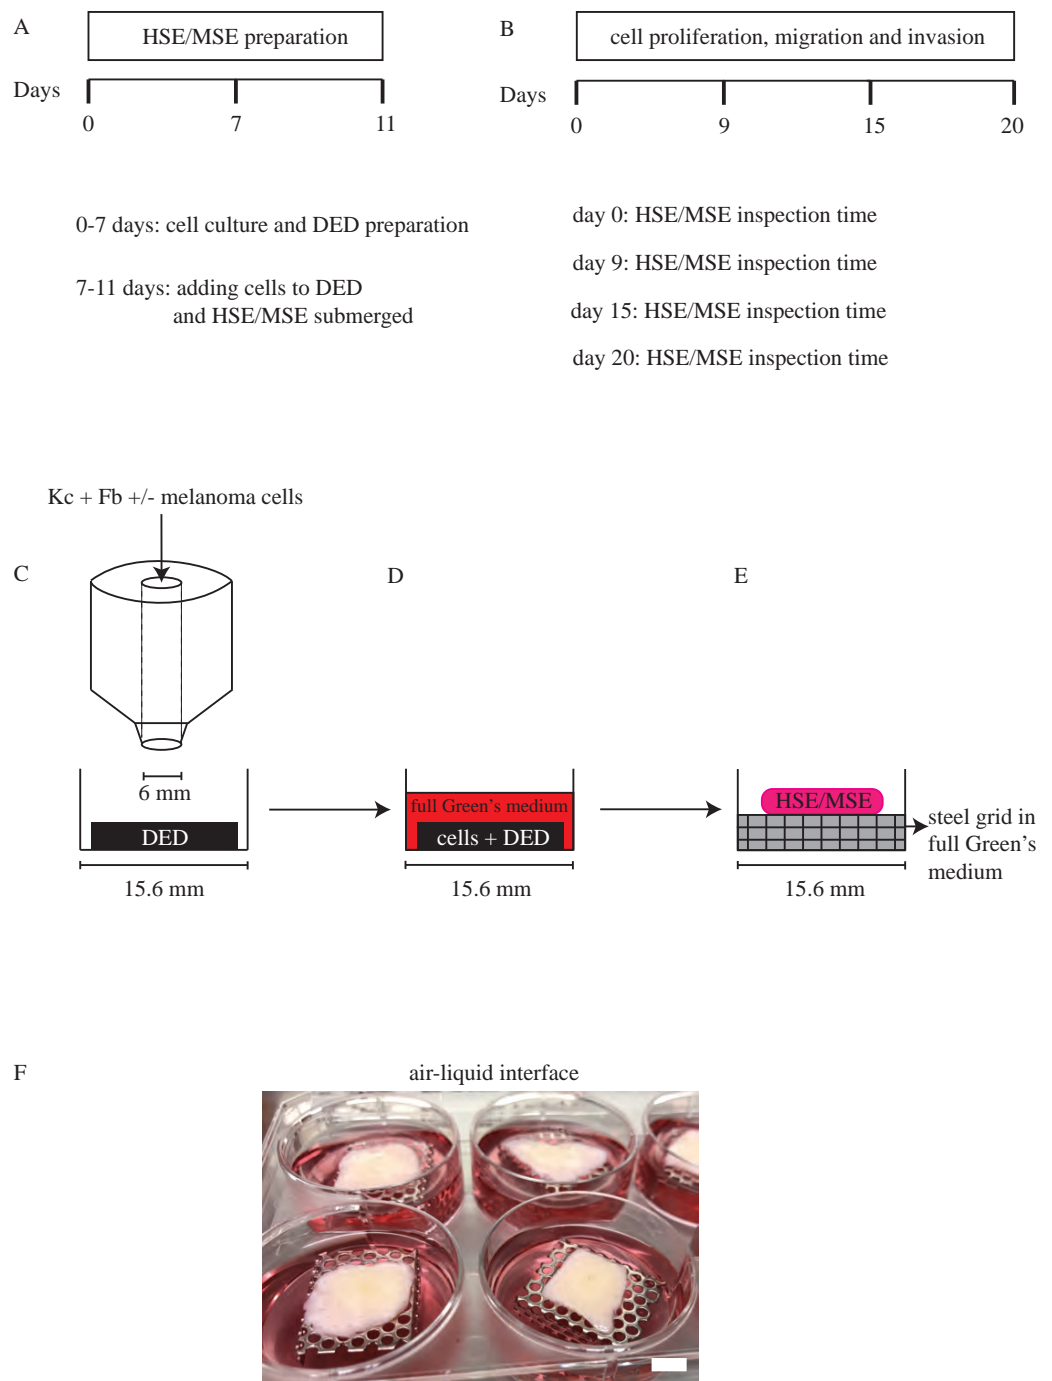 A
HSE/MSE preparation
Days
0
7
11
0-7 days: cell culture and DED preparation
7-11 days: adding cells to DED
and HSE/MSE submerged
B
cell proliferation, migration and invasion
Days
0
9
15
20
day 0: HSE/MSE inspection time
day 9: HSE/MSE inspection time
day 15: HSE/MSE inspection time
day 20: HSE/MSE inspection time
Kc + Fb +/- melanoma cells
C
6 mm
DED
15.6 mm
D
full Green's medium
cells + DED
15.6 mm
E
HSE/MSE
steel grid in
full Green's
medium
15.6 mm
F
air-liquid interface